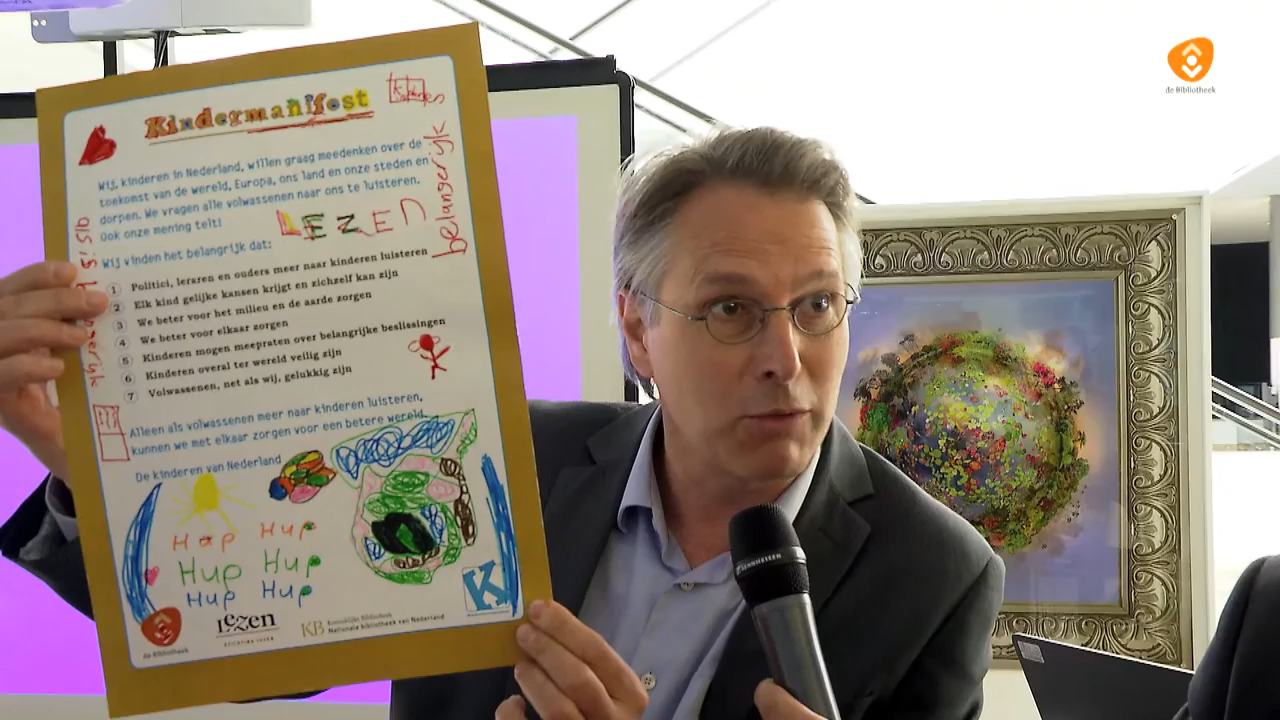 de Bibliotheek
Kindermanifest
Wij, kinderen in Nederland, willen graag meedenken over de
toekomst van de wereld, Europa, ons land en onze steden en
dorpen. We vragen alle volwassenen naar ons te luisteren.
Ook onze mening telt!
LEZEN
belangerijk
Wij vinden het belangrijk dat:
1 Politici, leraren en ouders meer naar kinderen luisteren
2 Elk kind gelijke kansen krijgt en zichzelf kan zijn
3 We beter voor het milieu en de aarde zorgen
4 We beter voor elkaar zorgen
5 Kinderen mogen meepraten over belangrijke beslissingen
6 Kinderen overal ter wereld veilig zijn
7 Volwassenen, net als wij, gelukkig zijn
Alleen als volwassenen meer naar kinderen luisteren,
kunnen we met elkaar zorgen voor een betere wereld.
De kinderen van Nederland
Hup Hup
Hup Hup
Hup Hup
de Bibliotheek
Lezen
STICHTING LEZEN
KB Koninklijke Bibliotheek
Nationale bibliotheek van Nederland
K
SENNHEISER